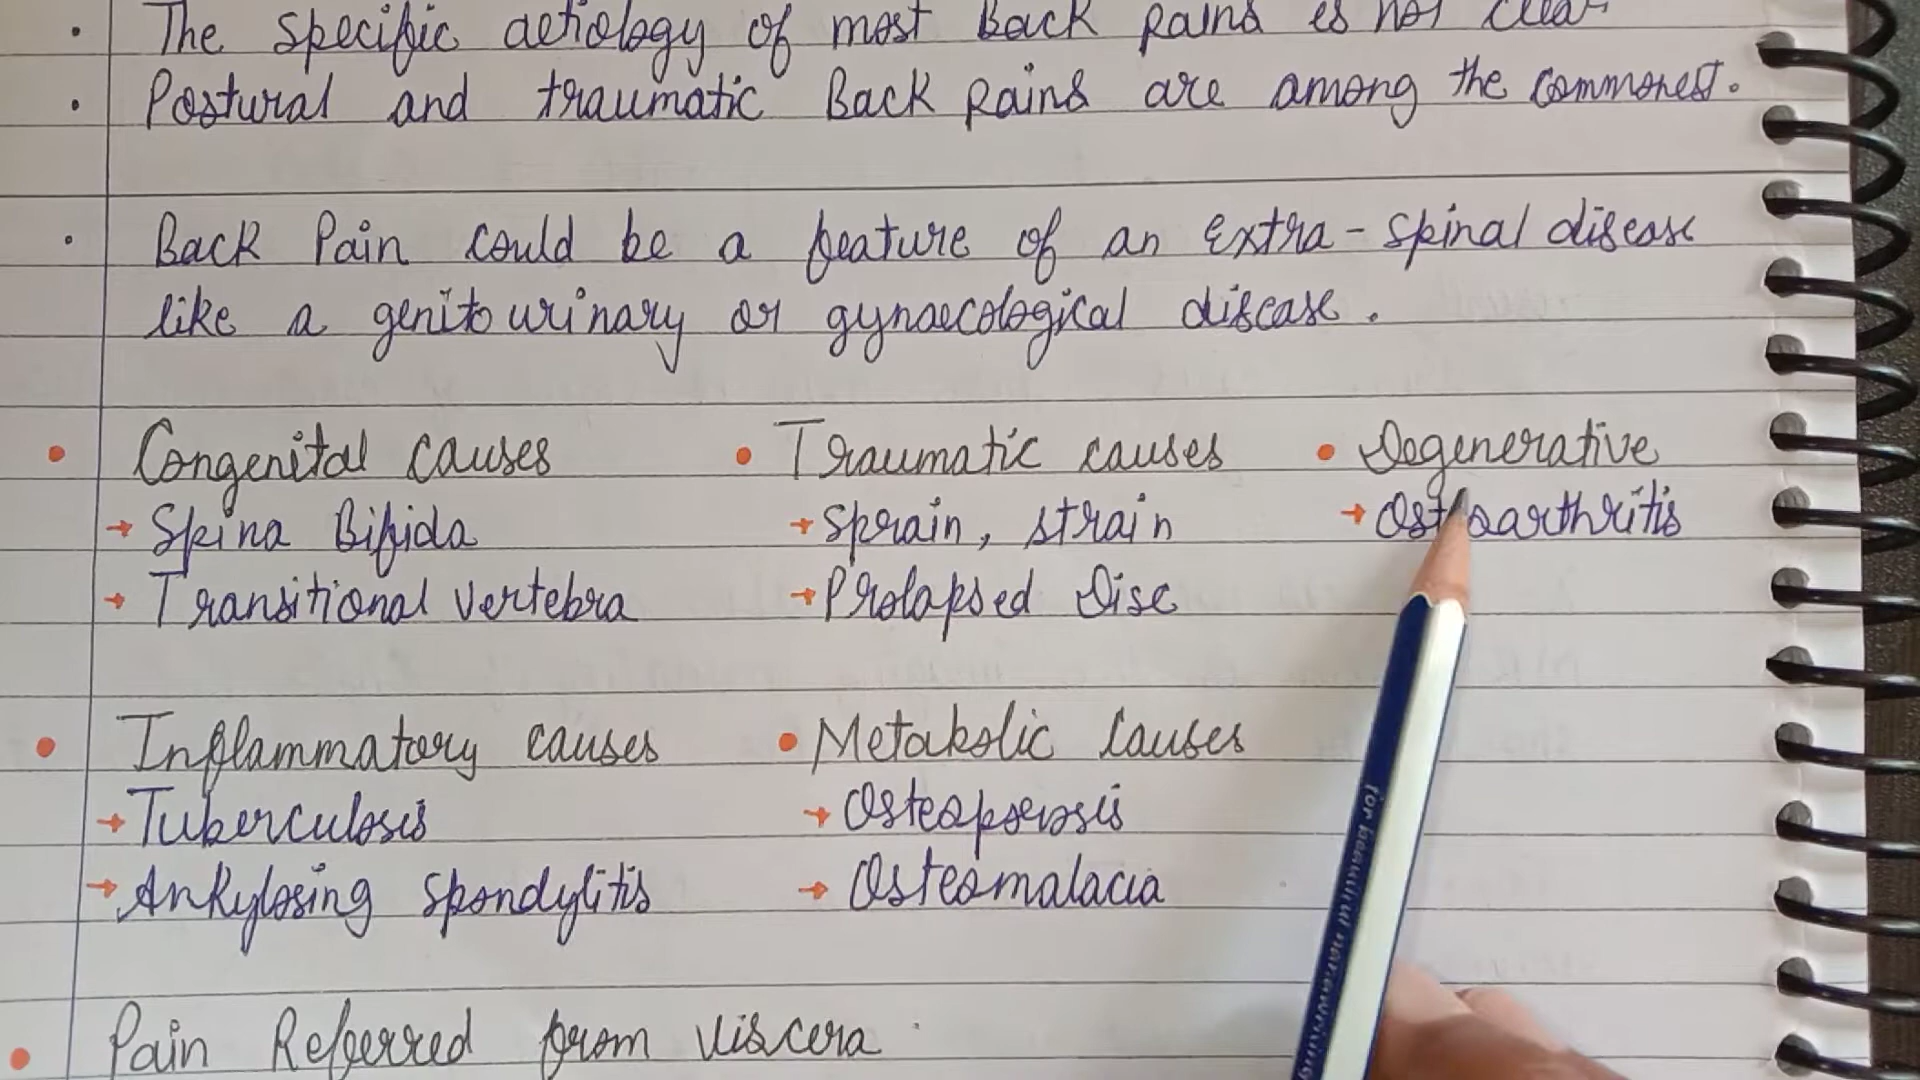 • The specific aetiology of most Back Pains is not clear
• Postural and traumatic Back Pains are among the commonest.
• Back Pain could be a feature of an extra-spinal disease
like a genitourinary or gynaecological disease.
• Congenital causes
→ Spina Bifida
→ Transitional vertebra
• Traumatic causes
→ Sprain, strain
→ Prolapsed Disc
• Degenerative
→ Osteoarthritis
• Inflammatory causes
→ Tuberculosis
→ Ankylosing spondylitis
• Metabolic causes
→ Osteoporosis
→ Osteomalacia
• Pain Referred from viscera
for beautiful handwriting